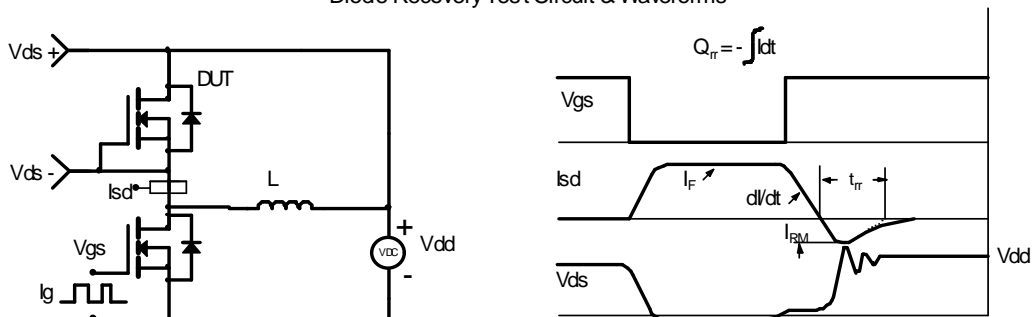 Diode Recovery Test Circuit & Waveforms
Vds +
DUT
Vds -
Isd
L
Vgs
Ig
VDC
+
-
Vdd
Qrr = - ∫Idt
Vgs
Isd
IF
dI/dt
trr
IRM
Vds
Vdd